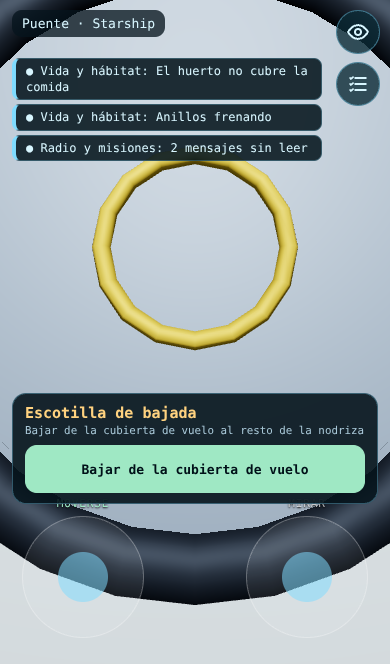 Puente · Starship
● Vida y hábitat: El huerto no cubre la
comida
● Vida y hábitat: Anillos frenando
● Radio y misiones: 2 mensajes sin leer
Escotilla de bajada
Bajar de la cubierta de vuelo al resto de la nodriza
Bajar de la cubierta de vuelo